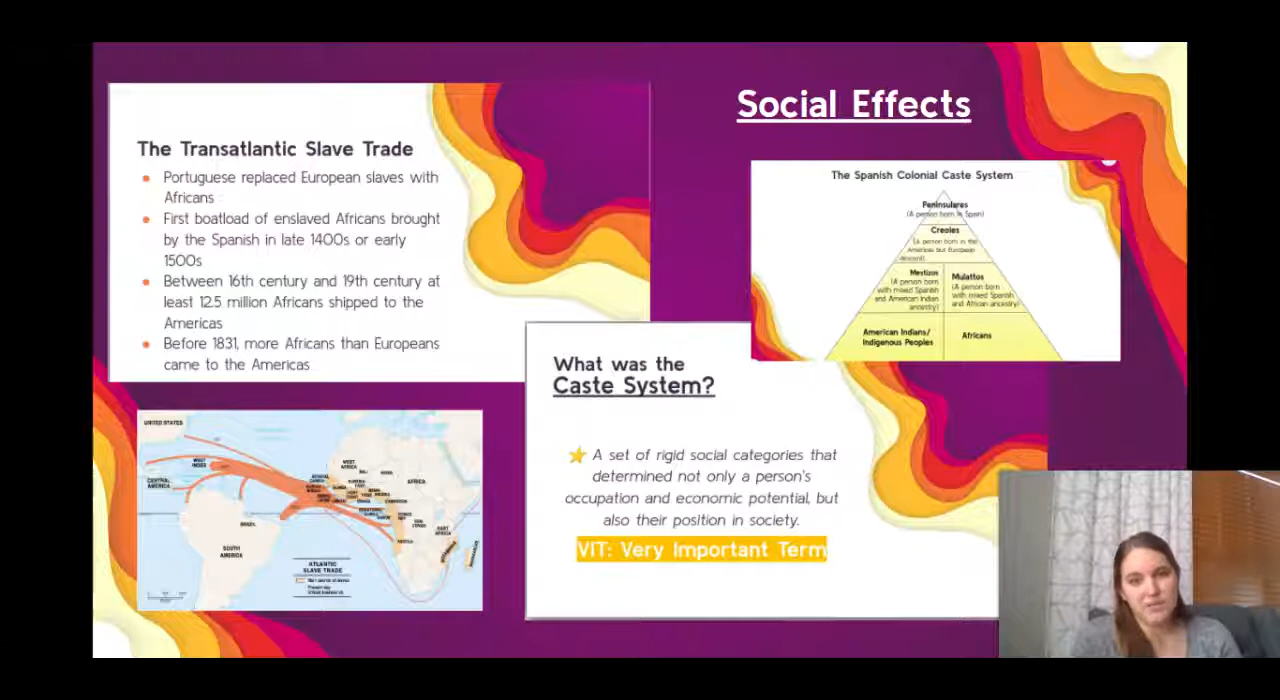 Social Effects
The Transatlantic Slave Trade
Portuguese replaced European slaves with
Africans
First boatload of enslaved Africans brought
by the Spanish in late 1400s or early
1500s
Between 16th century and 19th century at
least 12.5 million Africans shipped to the
Americas
Before 1831, more Africans than Europeans
came to the Americas
The Spanish Colonial Caste System
Peninsulares
(A person born in Spain)
Creoles
(A person born in the
Americas but European
Mestizos
(A person born
with mixed Spanish
and American Indian
ancestry)
Mulattos
(A person born
with mixed Spanish
and African ancestry)
American Indians/
Indigenous Peoples
Africans
What was the
Caste System?
A set of rigid social categories that
determined not only a person's
occupation and economic potential, but
also their position in society.
VIT: Very Important Term
UNITED STATES
WEST
INDIES
CENTRAL
AMERICA
BRAZIL
SOUTH
AMERICA
WEST
AFRICA
AFRICA
EAST
AFRICA
ATLANTIC
SLAVE TRADE